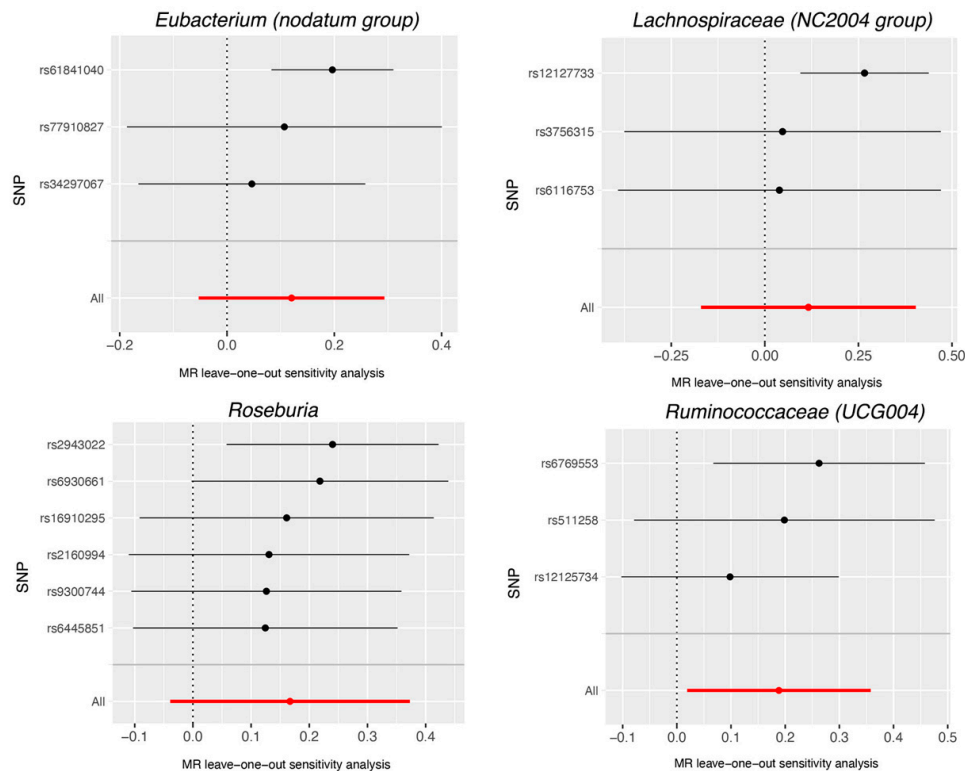 Eubacterium (nodatum group)
SNP
rs61841040
rs77910827
rs34297067
All
−0.2 0.0 0.2 0.4
MR leave−one−out sensitivity analysis
Lachnospiraceae (NC2004 group)
SNP
rs12127733
rs3756315
rs6116753
All
−0.25 0.00 0.25 0.50
MR leave−one−out sensitivity analysis
Roseburia
SNP
rs2943022
rs6930661
rs16910295
rs2160994
rs9300744
rs6445851
All
−0.1 0.0 0.1 0.2 0.3 0.4
MR leave−one−out sensitivity analysis
Ruminococcaceae (UCG004)
SNP
rs6769553
rs511258
rs12125734
All
−0.1 0.0 0.1 0.2 0.3 0.4 0.5
MR leave−one−out sensitivity analysis